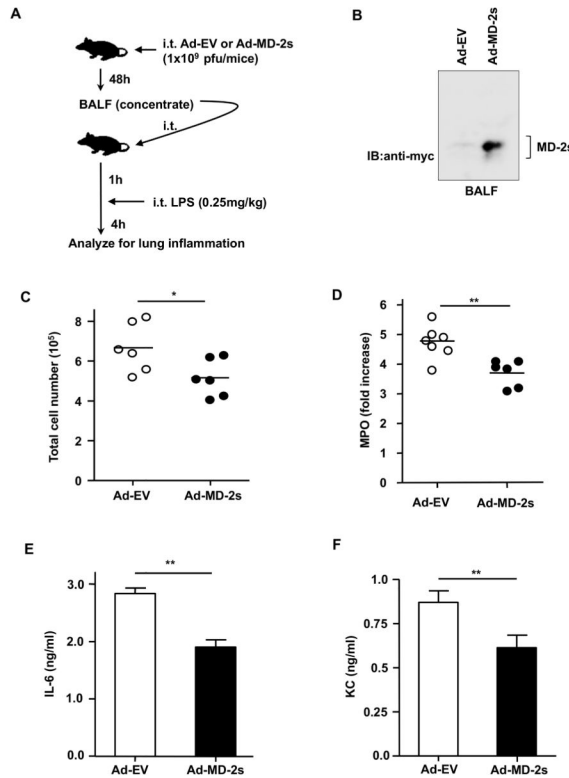 A
i.t. Ad-EV or Ad-MD-2s
(1x10⁹ pfu/mice)
48h
BALF (concentrate)
i.t.
1h
i.t. LPS (0.25mg/kg)
4h
Analyze for lung inflammation
B
Ad-EV
Ad-MD-2s
IB:anti-myc
MD-2s
BALF
C
*
Total cell number (10⁵)
8
6
4
2
0
Ad-EV Ad-MD-2s
D
**
MPO (fold increase)
6
5
4
3
2
1
0
Ad-EV Ad-MD-2s
E
**
IL-6 (ng/ml)
3.0
2.0
1.0
0.0
Ad-EV Ad-MD-2s
F
**
KC (ng/ml)
1.0
0.75
0.5
0.25
0.0
Ad-EV Ad-MD-2s